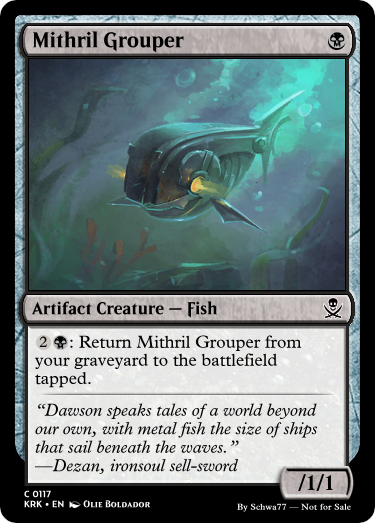 Mithril Grouper
Artifact Creature — Fish
2 : Return Mithril Grouper from
your graveyard to the battlefield
tapped.
“Dawson speaks tales of a world beyond
our own, with metal fish the size of ships
that sail beneath the waves.”
—Dezan, ironsoul sell-sword
/1/1
C 0117
KRK • EN Olie Boldador
By Schwa77 — Not for Sale